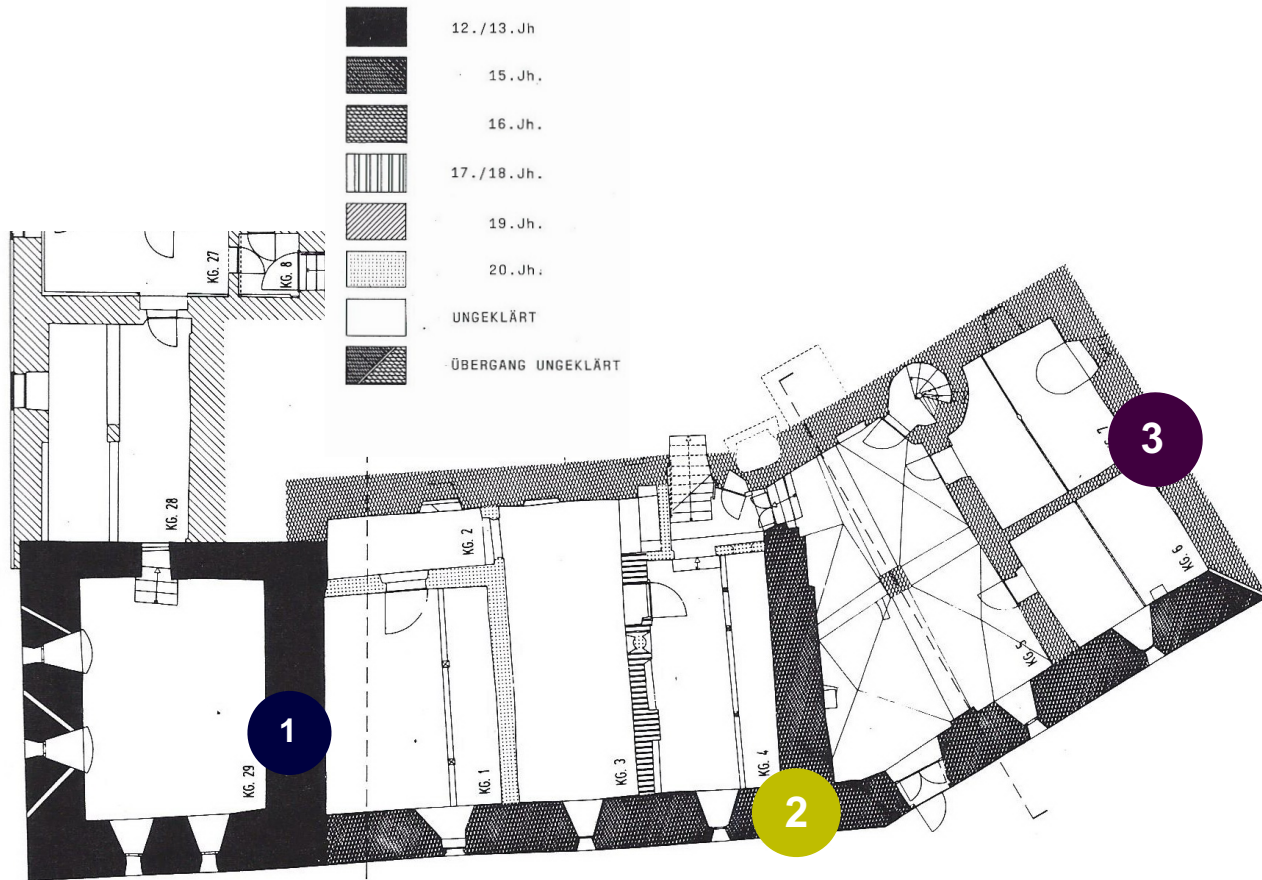 12./13.Jh
15.Jh.
16.Jh.
17./18.Jh.
19.Jh.
20.Jh.
UNGEKLÄRT
ÜBERGANG UNGEKLÄRT
KG. 27
KG. 8
KG. 28
KG. 2
3
KG. 6
KG. 5
1
KG. 29
KG. 1
KG. 3
KG. 4
2